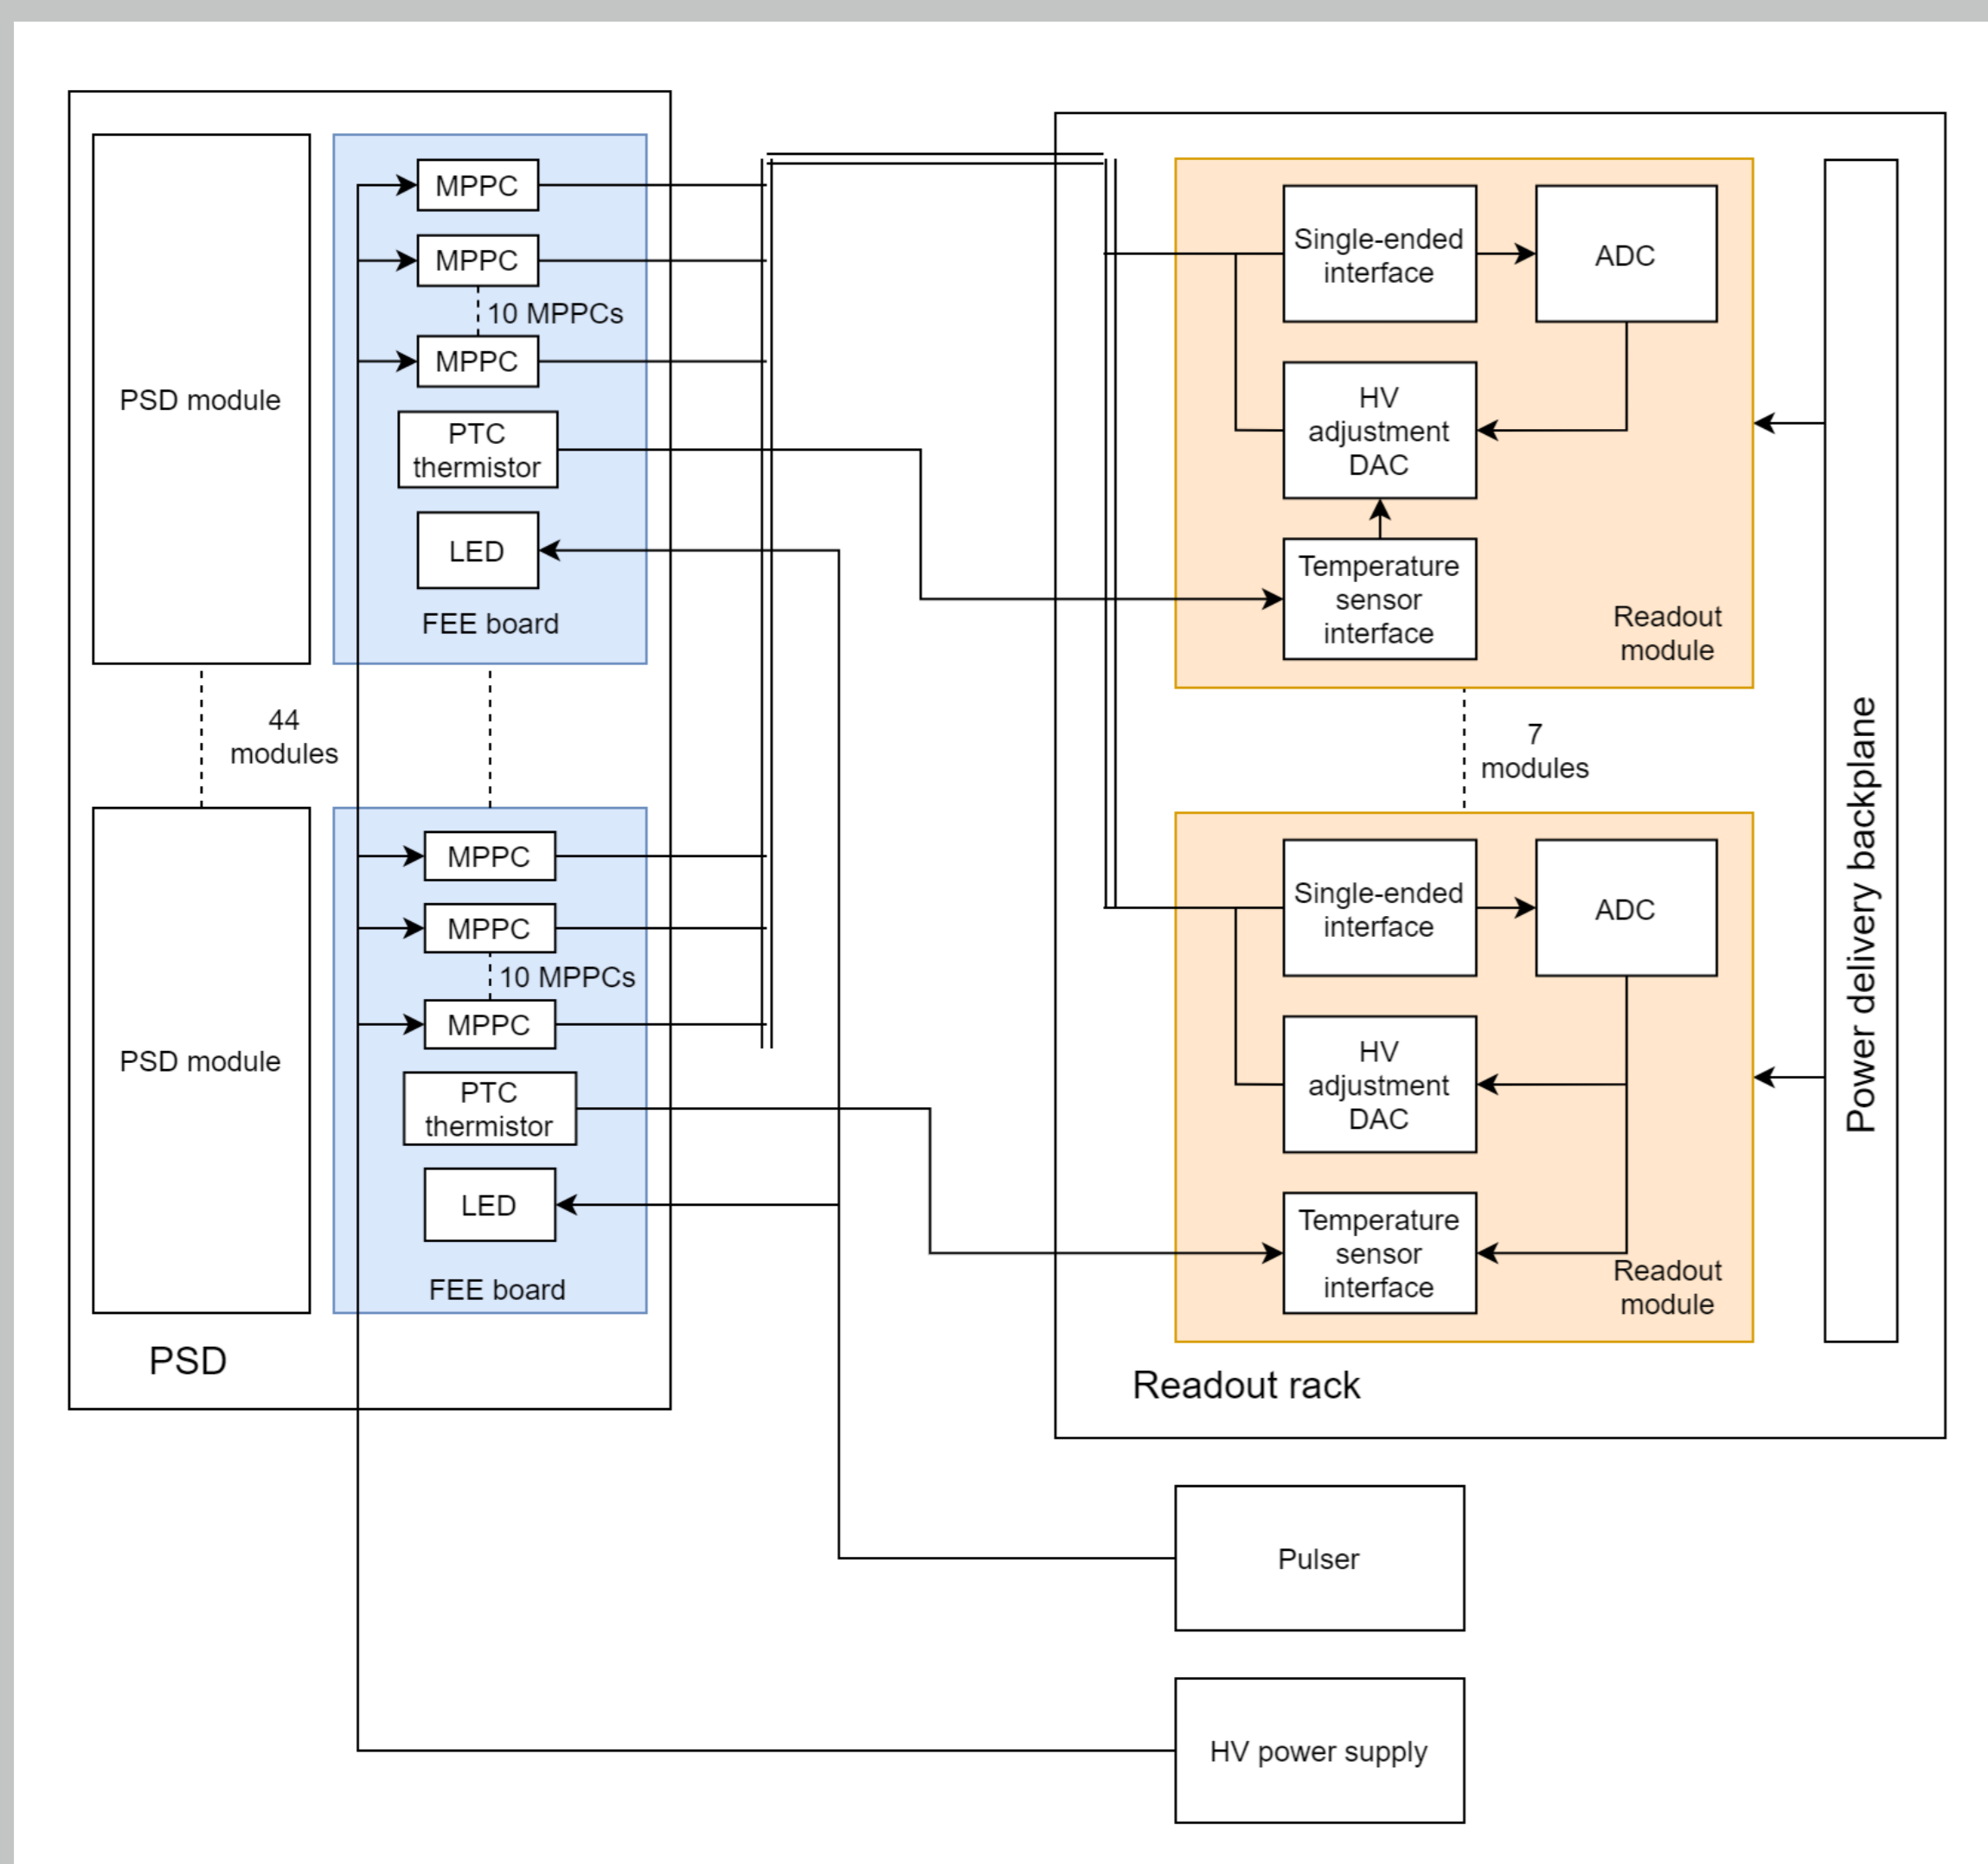 PSD module
MPPC
MPPC
10 MPPCs
MPPC
PTC
thermistor
LED
FEE board
44
modules
PSD module
MPPC
MPPC
10 MPPCs
MPPC
PTC
thermistor
LED
FEE board
PSD
Single-ended
interface
ADC
HV
adjustment
DAC
Temperature
sensor
interface
Readout
module
7
modules
Single-ended
interface
ADC
HV
adjustment
DAC
Temperature
sensor
interface
Readout
module
Power delivery backplane
Readout rack
Pulser
HV power supply